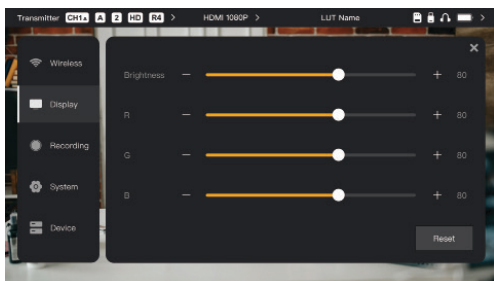 Transmitter CH1 A 2 HD R4 > HDMI 1080P > LUT Name >
Wireless
Display
Recording
System
Device
×
Brightness − + 80
R − + 80
G − + 80
B − + 80
Reset